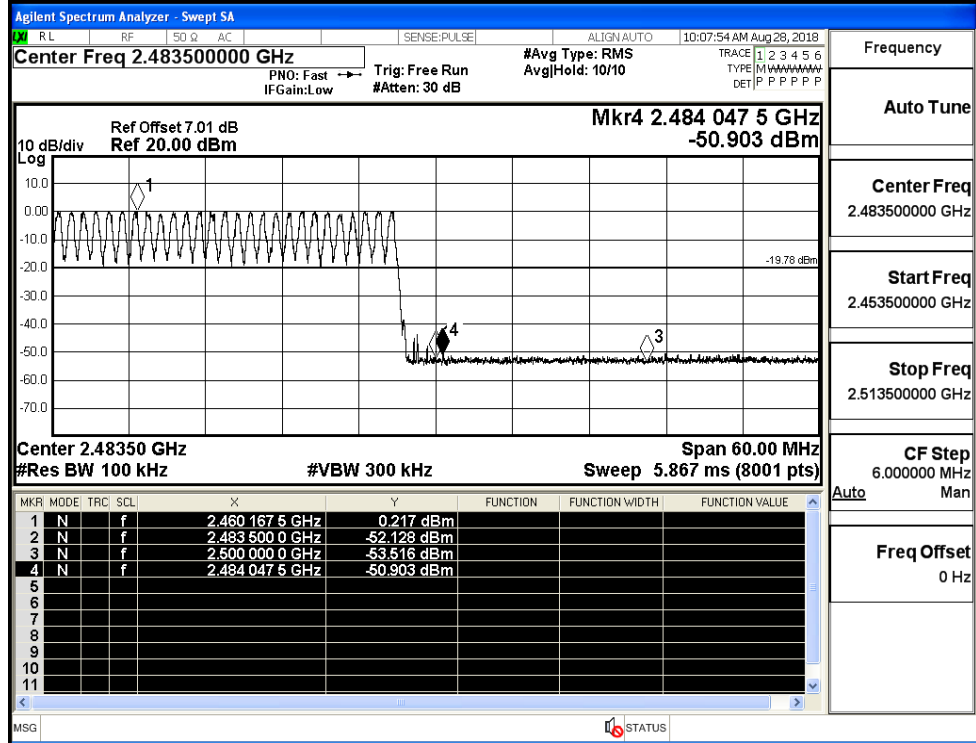 Agilent Spectrum Analyzer - Swept SA
LXI RL RF 50 Ω AC SENSE:PULSE ALIGN AUTO 10:07:54 AM Aug 28, 2018
Center Freq 2.483500000 GHz
PNO: Fast
IFGain:Low
Trig: Free Run
#Atten: 30 dB
#Avg Type: RMS
Avg|Hold: 10/10
TRACE 1 2 3 4 5 6
TYPE M WWWWW
DET P P P P P P
Mkr4 2.484 047 5 GHz
-50.903 dBm
Ref Offset 7.01 dB
10 dB/div Ref 20.00 dBm
Log
10.0
0.00
-10.0
-20.0
-30.0
-40.0
-50.0
-60.0
-70.0
1
-19.78 dBm
4
3
Center 2.48350 GHz Span 60.00 MHz
#Res BW 100 kHz #VBW 300 kHz Sweep 5.867 ms (8001 pts)
MKR MODE TRC SCL X Y FUNCTION FUNCTION WIDTH FUNCTION VALUE
1 N f 2.460 167 5 GHz 0.217 dBm
2 N f 2.483 500 0 GHz -52.128 dBm
3 N f 2.500 000 0 GHz -53.516 dBm
4 N f 2.484 047 5 GHz -50.903 dBm
5
6
7
8
9
10
11
MSG STATUS
Frequency
Auto Tune
Center Freq
2.483500000 GHz
Start Freq
2.453500000 GHz
Stop Freq
2.513500000 GHz
CF Step
6.000000 MHz
Auto Man
Freq Offset
0 Hz